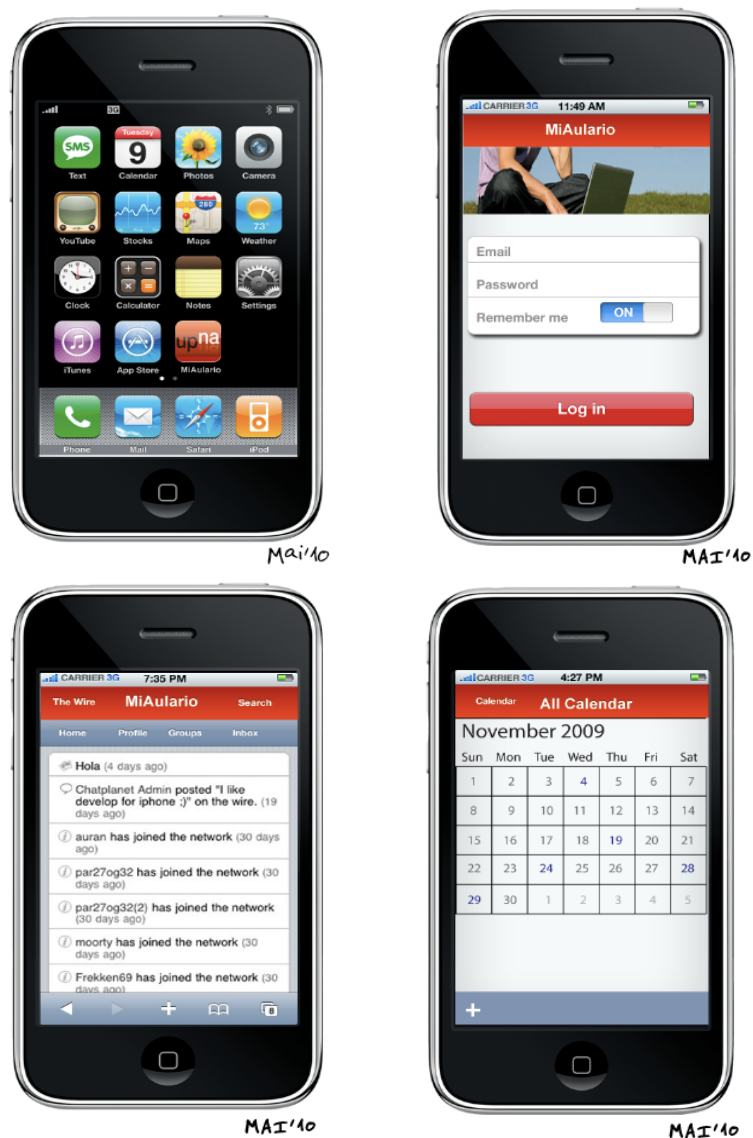 3G
Tuesday
SMS 9
Text Calendar Photos Camera
280
73°
YouTube Stocks Maps Weather
Clock Calculator Notes Settings
upna
iTunes App Store MiAulario
Phone Mail Safari iPod
Mai'10
CARRIER 3G 11:49 AM
MiAulario
Email
Password
Remember me ON
Log in
MAI'10
CARRIER 3G 7:35 PM
The Wire MiAulario Search
Home Profile Groups Inbox
Hola (4 days ago)
Chatplanet Admin posted "I like
develop for iphone ;)" on the wire. (19
days ago)
auran has joined the network (30 days
ago)
par27og32 has joined the network (30
days ago)
par27og32(2) has joined the network
(30 days ago)
moorty has joined the network (30
days ago)
Frekken69 has joined the network (30
days ago)
8
MAI'10
CARRIER 3G 4:27 PM
Calendar All Calendar
November 2009
Sun Mon Tue Wed Thu Fri Sat
1 2 3 4 5 6 7
8 9 10 11 12 13 14
15 16 17 18 19 20 21
22 23 24 25 26 27 28
29 30 1 2 3 4 5
+
MAI'10